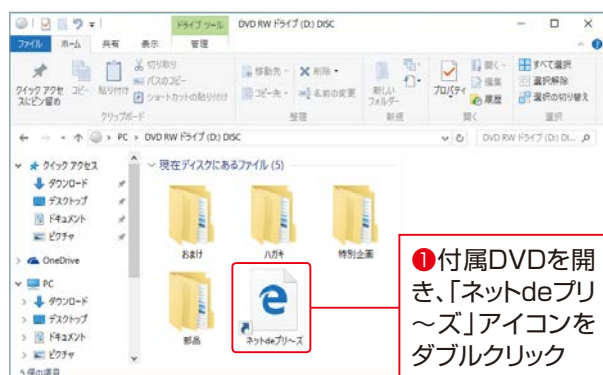 ドライブ ツール DVD RW ドライブ (D:) DISC
ファイル ホーム 共有 表示 管理
クイック アクセスにピン留め コピー 貼り付け 切り取り パスのコピー ショートカットの貼り付け
移動先 削除 コピー先 名前の変更 新しいフォルダー プロパティ 開く 編集 履歴
すべて選択 選択解除 選択の切り替え
クリップボード 整理 新規 開く 選択
PC › DVD RW ドライブ (D:) DISC DVD RW ドライブ (D:) DI...
クイック アクセス
現在ディスクにあるファイル (5)
ダウンロード
デスクトップ
ドキュメント
ピクチャ
OneDrive
PC
ダウンロード
デスクトップ
ドキュメント
ピクチャ
5 個の項目
おまけ ハガキ 特別企画
部品 ネットdeプリ～ズ
❶付属DVDを開
き、「ネットdeプリ
～ズ」アイコンを
ダブルクリック